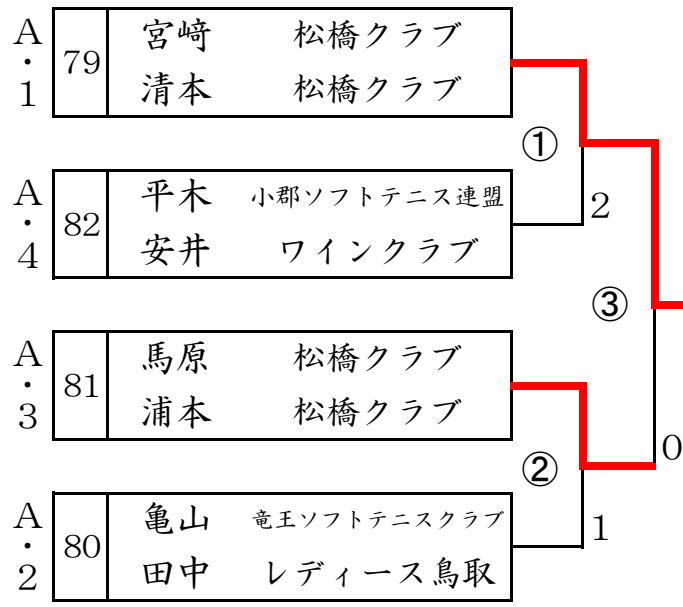 A・1 79 宮﨑 松橋クラブ
清本 松橋クラブ
①
A・4 82 平木 小郡ソフトテニス連盟
安井 ワインクラブ
2
③
A・3 81 馬原 松橋クラブ
浦本 松橋クラブ
0
②
A・2 80 亀山 竜王ソフトテニスクラブ
田中 レディース鳥取
1